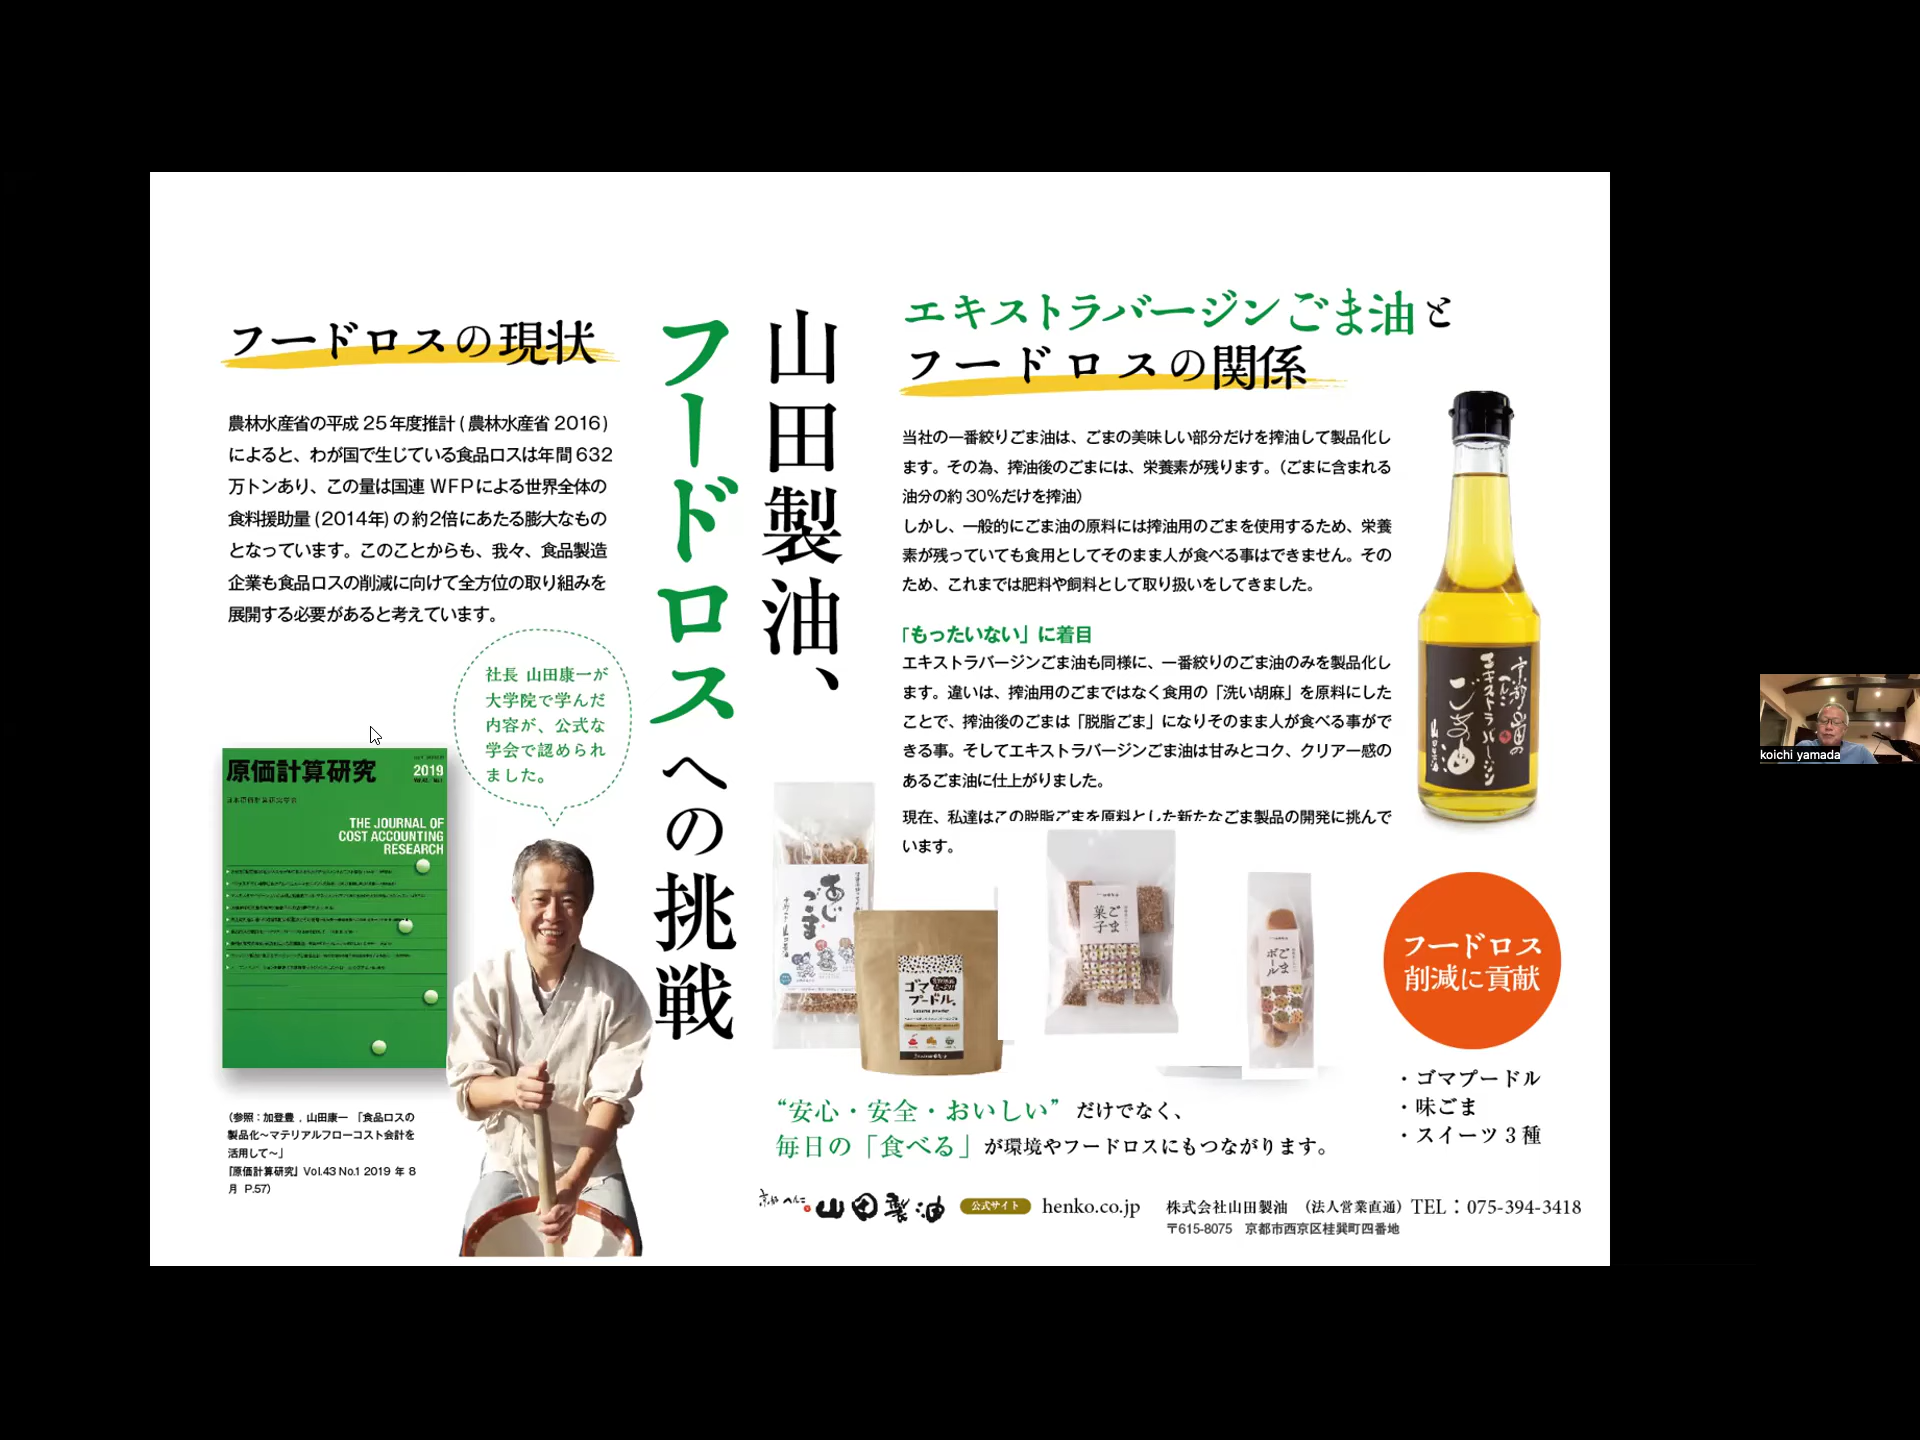 フードロスの現状
農林水産省の平成 25 年度推計 ( 農林水産省 2016)
によると、わが国で生じている食品ロスは年間 632
万トンあり、この量は国連 WFPによる世界全体の
食料援助量 (2014年) の約2倍にあたる膨大なもの
となっています。このことからも、我々、食品製造
企業も食品ロスの削減に向けて全方位の取り組みを
展開する必要があると考えています。
社長 山田康一が
大学院で学んだ
内容が、公式な
学会で認められ
ました。
原価計算研究
2019
日本原価計算研究学会
THE JOURNAL OF
COST ACCOUNTING
RESEARCH
(参照：加登豊 , 山田康一 「食品ロスの
製品化〜マテリアルフローコスト会計を
活用して〜」
『原価計算研究』Vol.43 No.1 2019 年 8
月 P.57)
山田製油、
フードロスへの挑戦
エキストラバージンごま油と
フードロスの関係
当社の一番絞りごま油は、ごまの美味しい部分だけを搾油して製品化し
ます。その為、搾油後のごまには、栄養素が残ります。（ごまに含まれる
油分の約 30%だけを搾油）
しかし、一般的にごま油の原料には搾油用のごまを使用するため、栄養
素が残っていても食用としてそのまま人が食べる事はできません。その
ため、これまでは肥料や飼料として取り扱いをしてきました。
「もったいない」に着目
エキストラバージンごま油も同様に、一番絞りのごま油のみを製品化し
ます。違いは、搾油用のごまではなく食用の「洗い胡麻」を原料にした
ことで、搾油後のごまは「脱脂ごま」になりそのまま人が食べる事がで
きる事。そしてエキストラバージンごま油は甘みとコク、クリアー感の
あるごま油に仕上がりました。
現在、私達はこの脱脂ごまを原料とした新たなごま製品の開発に挑んで
います。
京都山田の
へんこ
エキストラバージン
ごま油
山田製油
あじ
ごま
ゴマ
プードル。
ごま
菓子
ごま
ボール
フードロス
削減に貢献
・ゴマプードル
・味ごま
・スイーツ 3 種
“安心・安全・おいしい” だけでなく、
毎日の「食べる」が環境やフードロスにもつながります。
京都 へんこ 山田製油
公式サイト
henko.co.jp
株式会社山田製油 （法人営業直通）TEL：075-394-3418
〒615-8075 京都市西京区桂巽町四番地
koichi yamada